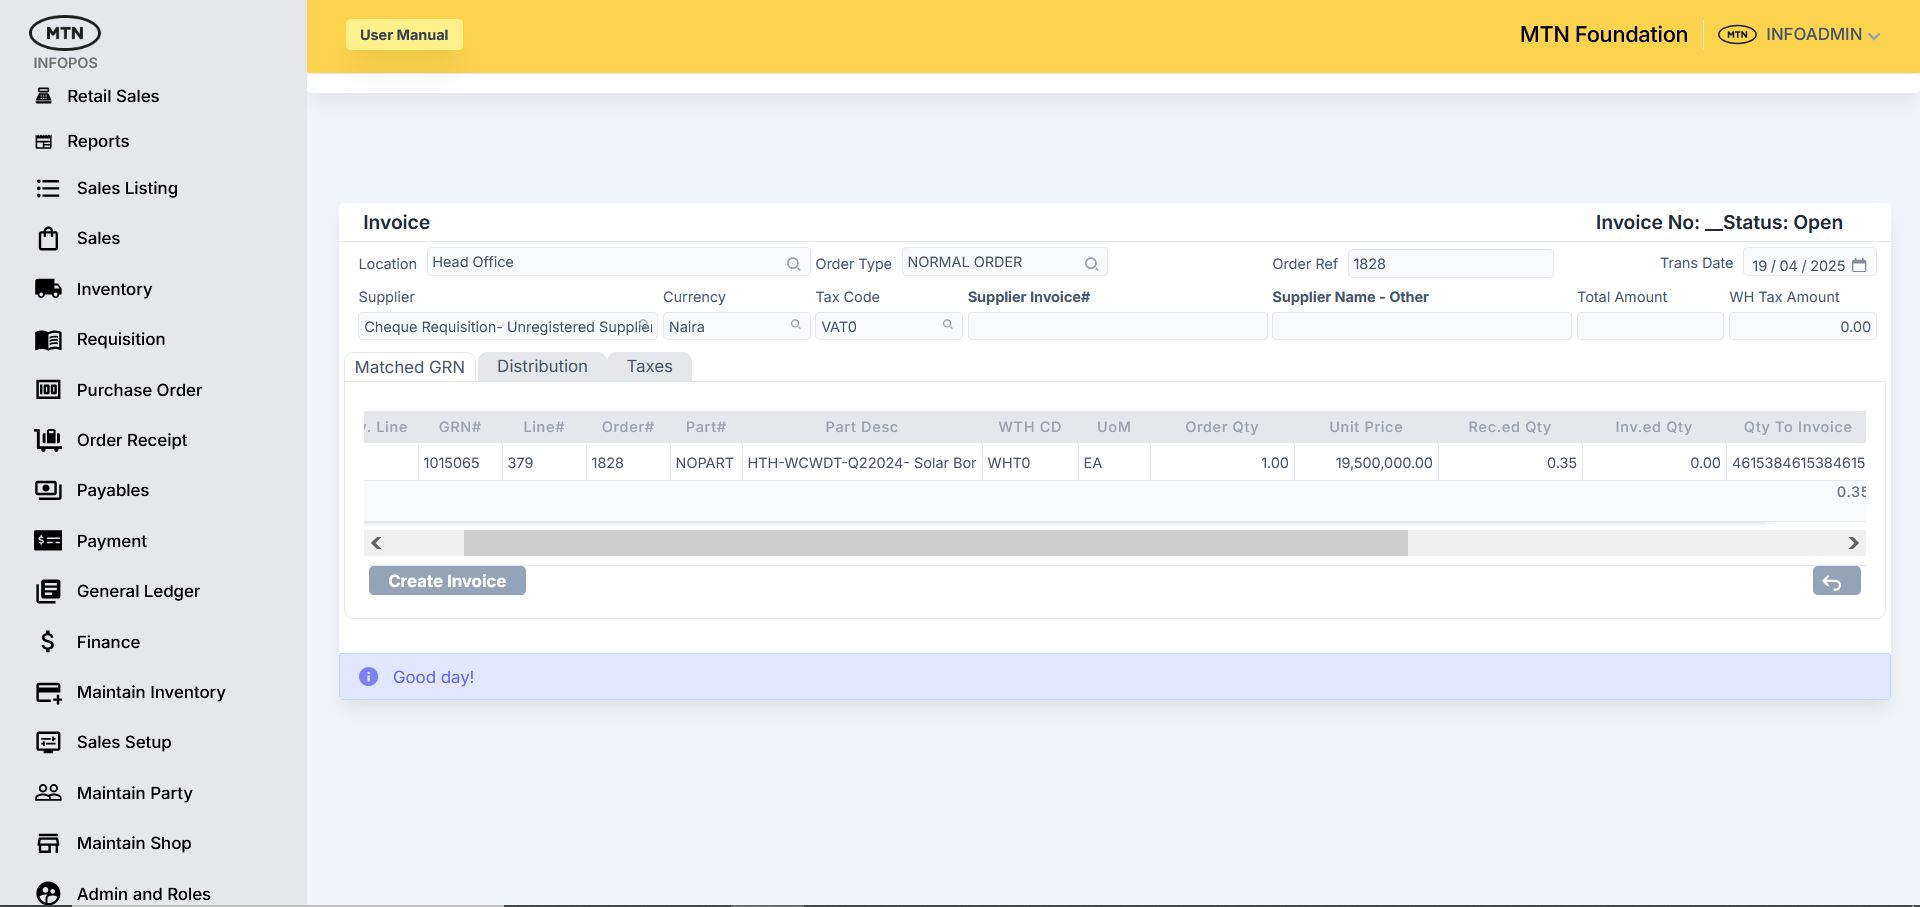 MTN
INFOPOS
Retail Sales
Reports
Sales Listing
Sales
Inventory
Requisition
Purchase Order
Order Receipt
Payables
Payment
General Ledger
Finance
Maintain Inventory
Sales Setup
Maintain Party
Maintain Shop
Admin and Roles
User Manual
MTN Foundation MTN INFOADMIN
Invoice Invoice No: __Status: Open
Location Head Office Order Type NORMAL ORDER Order Ref 1828 Trans Date 19 / 04 / 2025
Supplier Currency Tax Code Supplier Invoice# Supplier Name - Other Total Amount WH Tax Amount
Cheque Requisition- Unregistered Supplier Naira VAT0 0.00
Matched GRN Distribution Taxes
. Line GRN# Line# Order# Part# Part Desc WTH CD UoM Order Qty Unit Price Rec.ed Qty Inv.ed Qty Qty To Invoice
1015065 379 1828 NOPART HTH-WCWDT-Q22024- Solar Bor WHT0 EA 1.00 19,500,000.00 0.35 0.00 4615384615384615
0.35
Create Invoice
Good day!